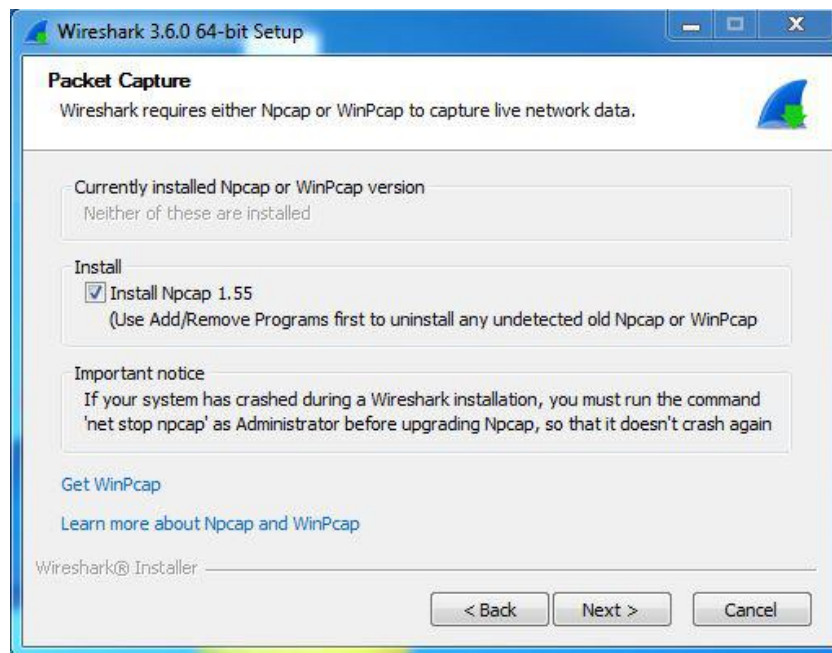 Wireshark 3.6.0 64-bit Setup
Packet Capture
Wireshark requires either Npcap or WinPcap to capture live network data.
Currently installed Npcap or WinPcap version
Neither of these are installed
Install
Install Npcap 1.55
(Use Add/Remove Programs first to uninstall any undetected old Npcap or WinPcap
Important notice
If your system has crashed during a Wireshark installation, you must run the command
'net stop npcap' as Administrator before upgrading Npcap, so that it doesn't crash again
Get WinPcap
Learn more about Npcap and WinPcap
Wireshark® Installer
< Back Next > Cancel